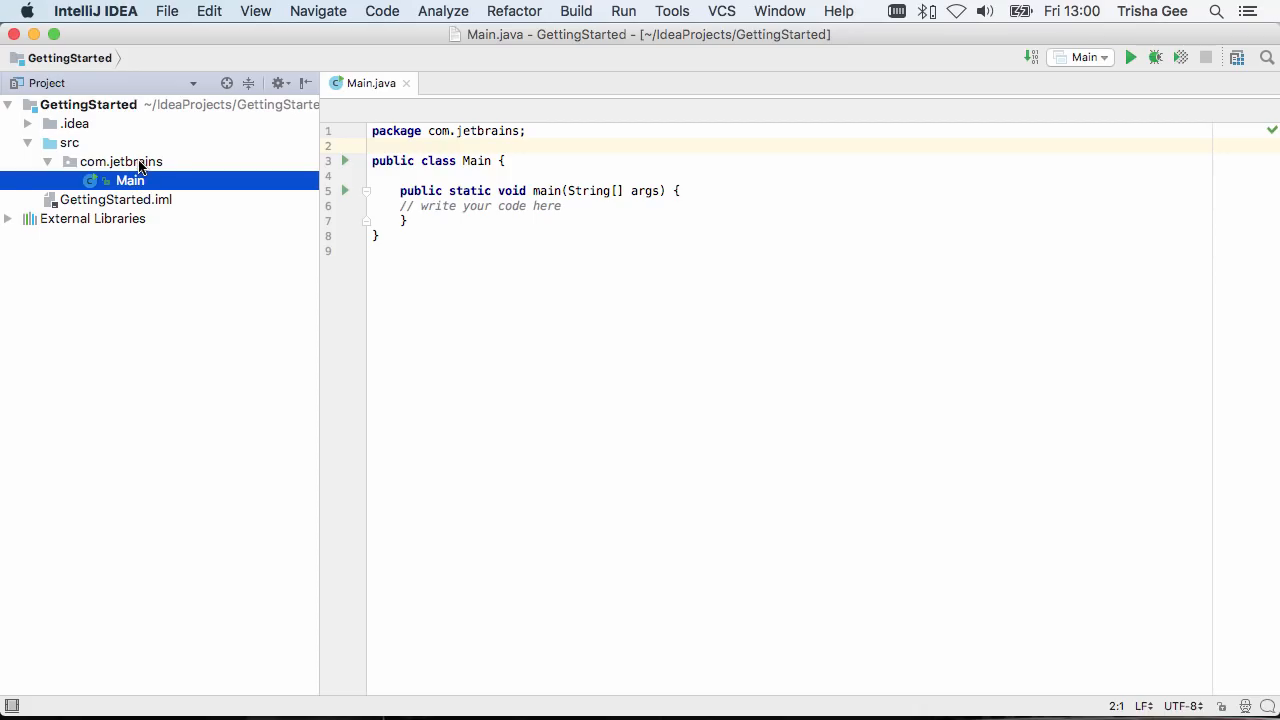 IntelliJ IDEA File Edit View Navigate Code Analyze Refactor Build Run Tools VCS Window Help Fri 13:00 Trisha Gee
Main.java - GettingStarted - [~/IdeaProjects/GettingStarted]
GettingStarted Main
Project Main.java
GettingStarted ~/IdeaProjects/GettingStarte
.idea
src
com.jetbrains
Main
GettingStarted.iml
External Libraries
1 package com.jetbrains;
2
3 public class Main {
4
5 public static void main(String[] args) {
6 // write your code here
7 }
8 }
9
2:1 LF UTF-8